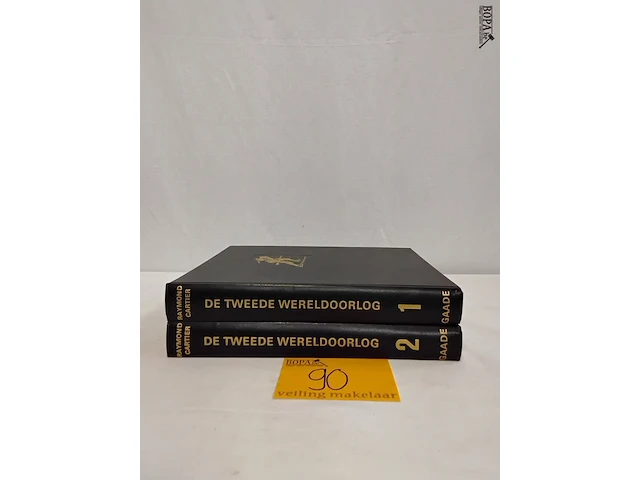 BOPA
RAYMOND
CARTIER
DE TWEEDE WERELDOORLOG
1
GAADE
RAYMOND
CARTIER
DE TWEEDE WERELDOORLOG
2
GAADE
BOPA
90
veiling makelaar